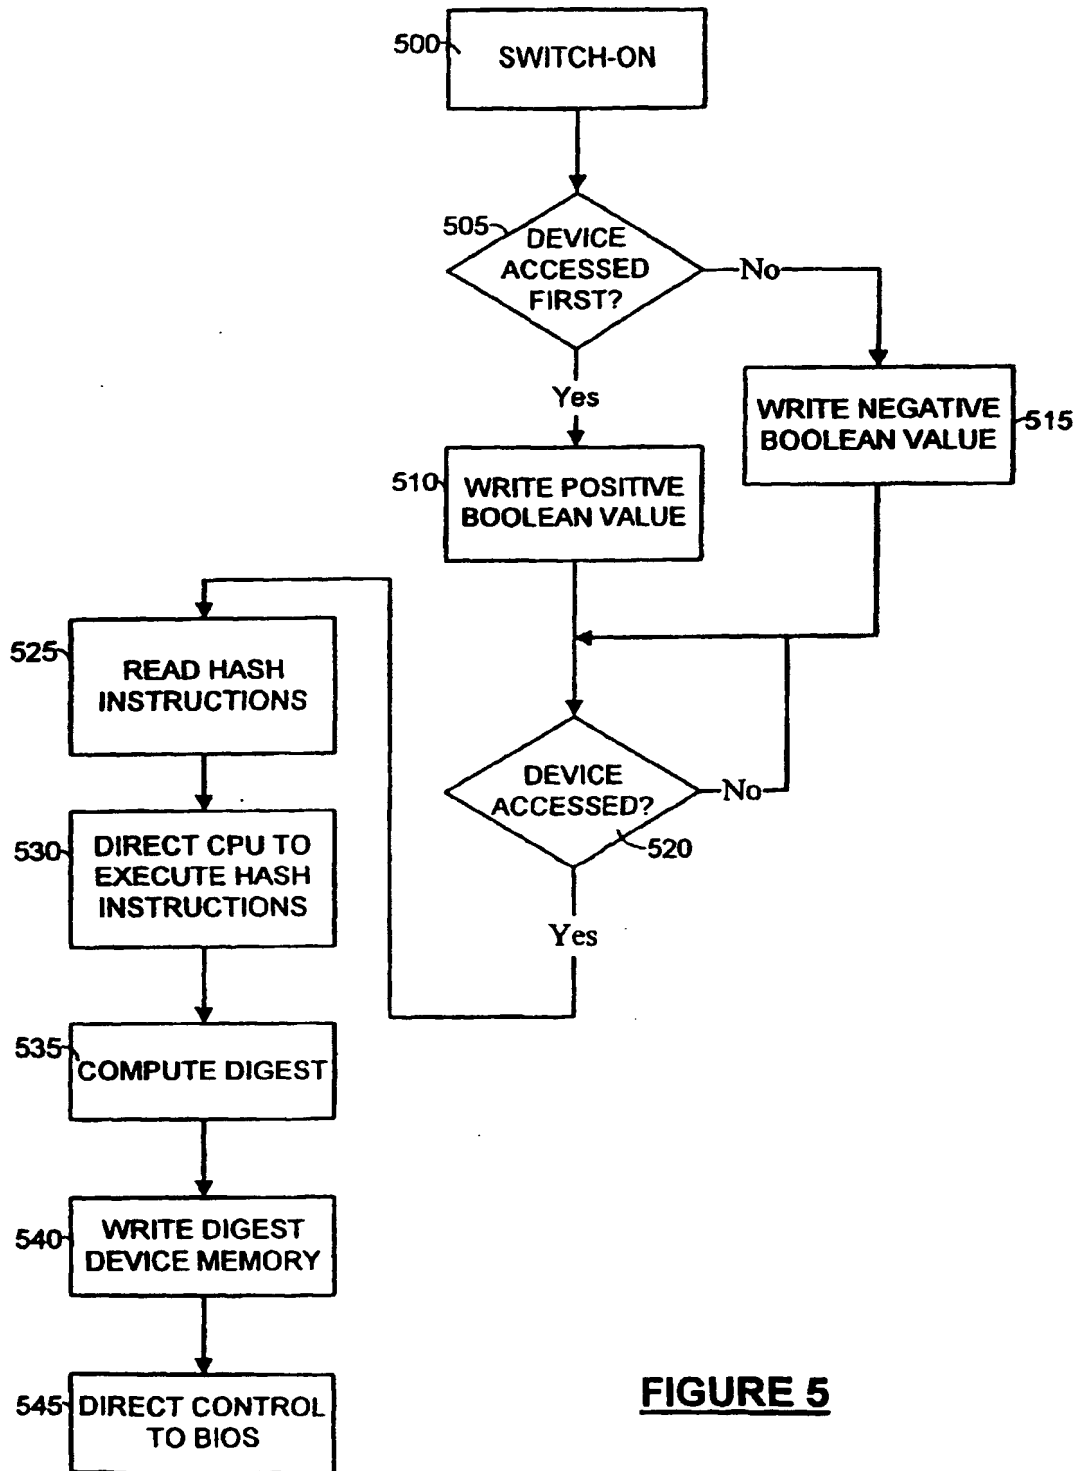 500
SWITCH-ON
505
DEVICE
ACCESSED
FIRST?
No
Yes
WRITE NEGATIVE
BOOLEAN VALUE
515
510
WRITE POSITIVE
BOOLEAN VALUE
525
READ HASH
INSTRUCTIONS
DEVICE
ACCESSED?
No
520
Yes
530
DIRECT CPU TO
EXECUTE HASH
INSTRUCTIONS
535
COMPUTE DIGEST
540
WRITE DIGEST
DEVICE MEMORY
545
DIRECT CONTROL
TO BIOS
FIGURE 5